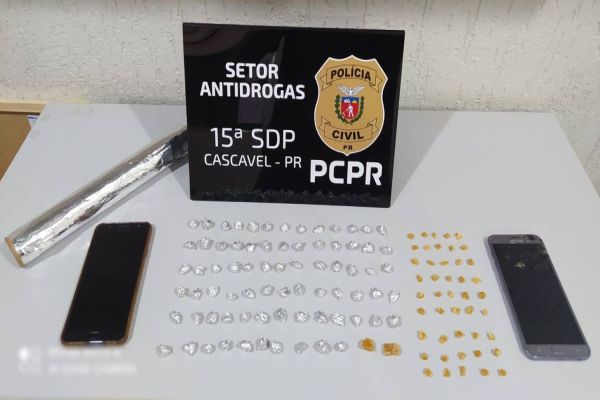 SETOR
ANTIDROGAS
15ª SDP
CASCAVEL - PR
POLÍCIA
CIVIL
PR
PCPR